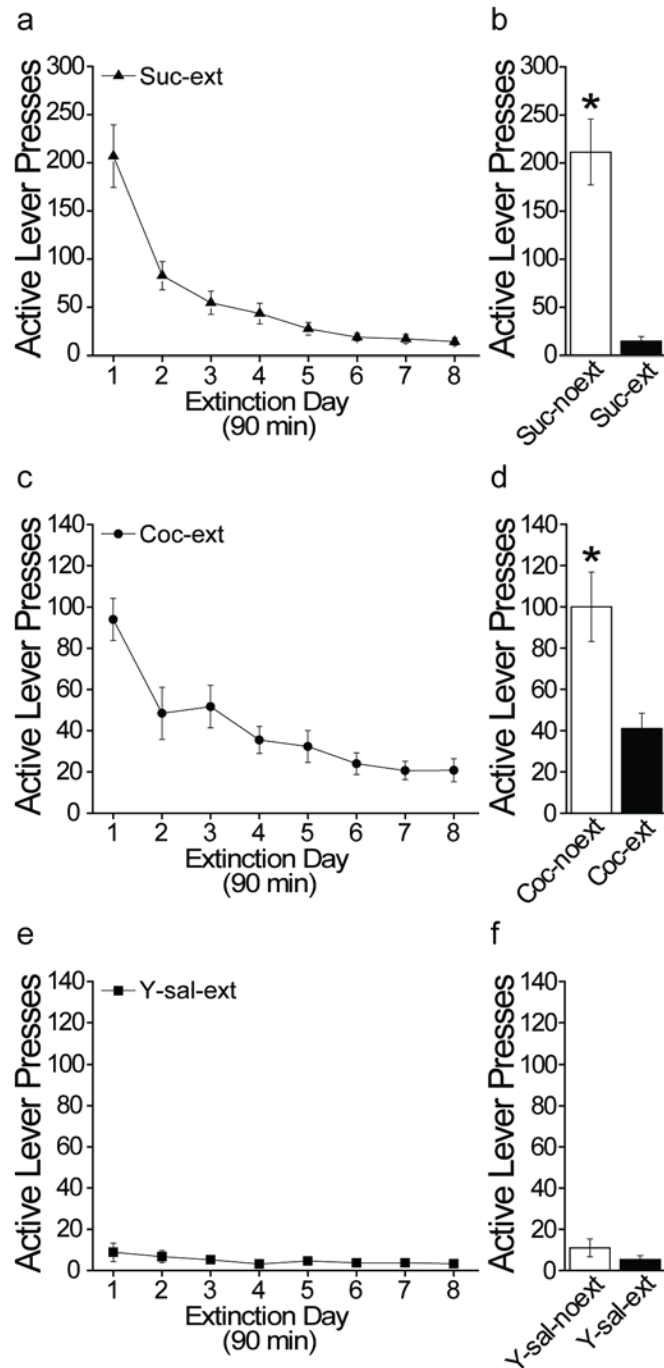 a
b
Active Lever Presses
300
250
200
150
100
50
0
Suc-ext
1 2 3 4 5 6 7 8
Extinction Day
(90 min)
Active Lever Presses
300
250
200
150
100
50
0
*
Suc-noext
Suc-ext
c
d
Active Lever Presses
140
120
100
80
60
40
20
0
Coc-ext
1 2 3 4 5 6 7 8
Extinction Day
(90 min)
Active Lever Presses
140
120
100
80
60
40
20
0
*
Coc-noext
Coc-ext
e
f
Active Lever Presses
140
120
100
80
60
40
20
0
Y-sal-ext
1 2 3 4 5 6 7 8
Extinction Day
(90 min)
Active Lever Presses
140
120
100
80
60
40
20
0
Y-sal-noext
Y-sal-ext